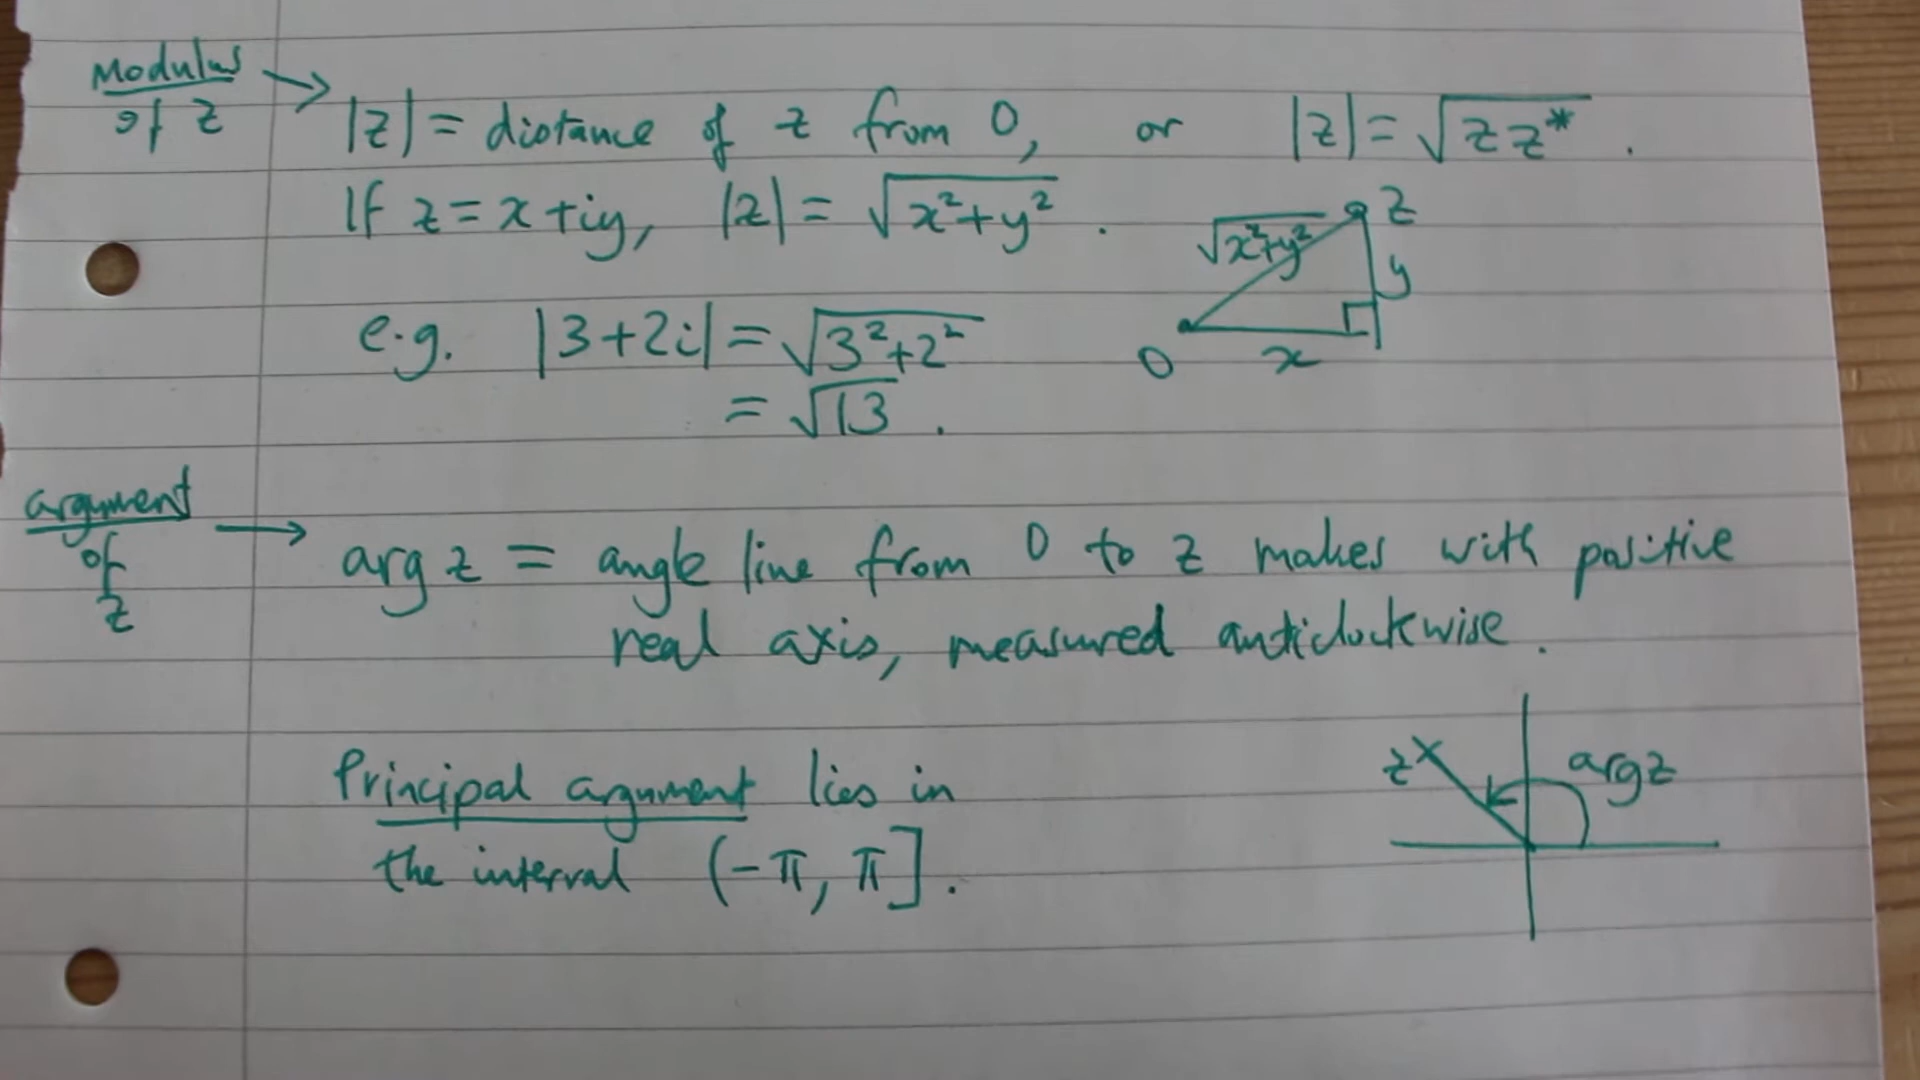 Modulus
of z
|z| = distance of z from 0, or |z| = √zz* .
If z = x + iy, |z| = √x²+y² .
z
√x²+y²
y
0
x
e.g. |3+2i| = √3²+2²
= √13 .
argument
of
z
arg z = angle line from 0 to z makes with positive
real axis, measured anticlockwise .
Principal argument lies in
the interval (-π, π] .
z
arg z